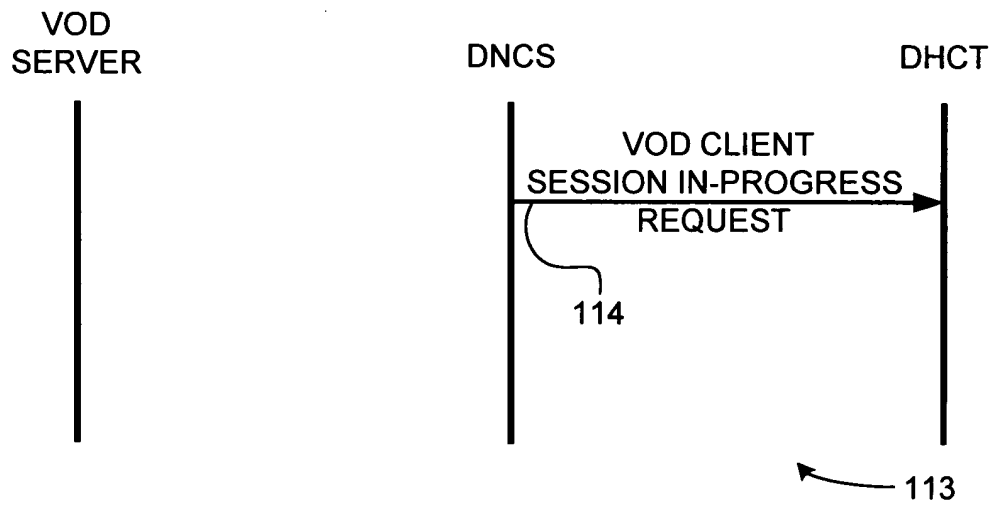 VOD
SERVER
DNCS
DHCT
VOD CLIENT
SESSION IN-PROGRESS
REQUEST
114
113